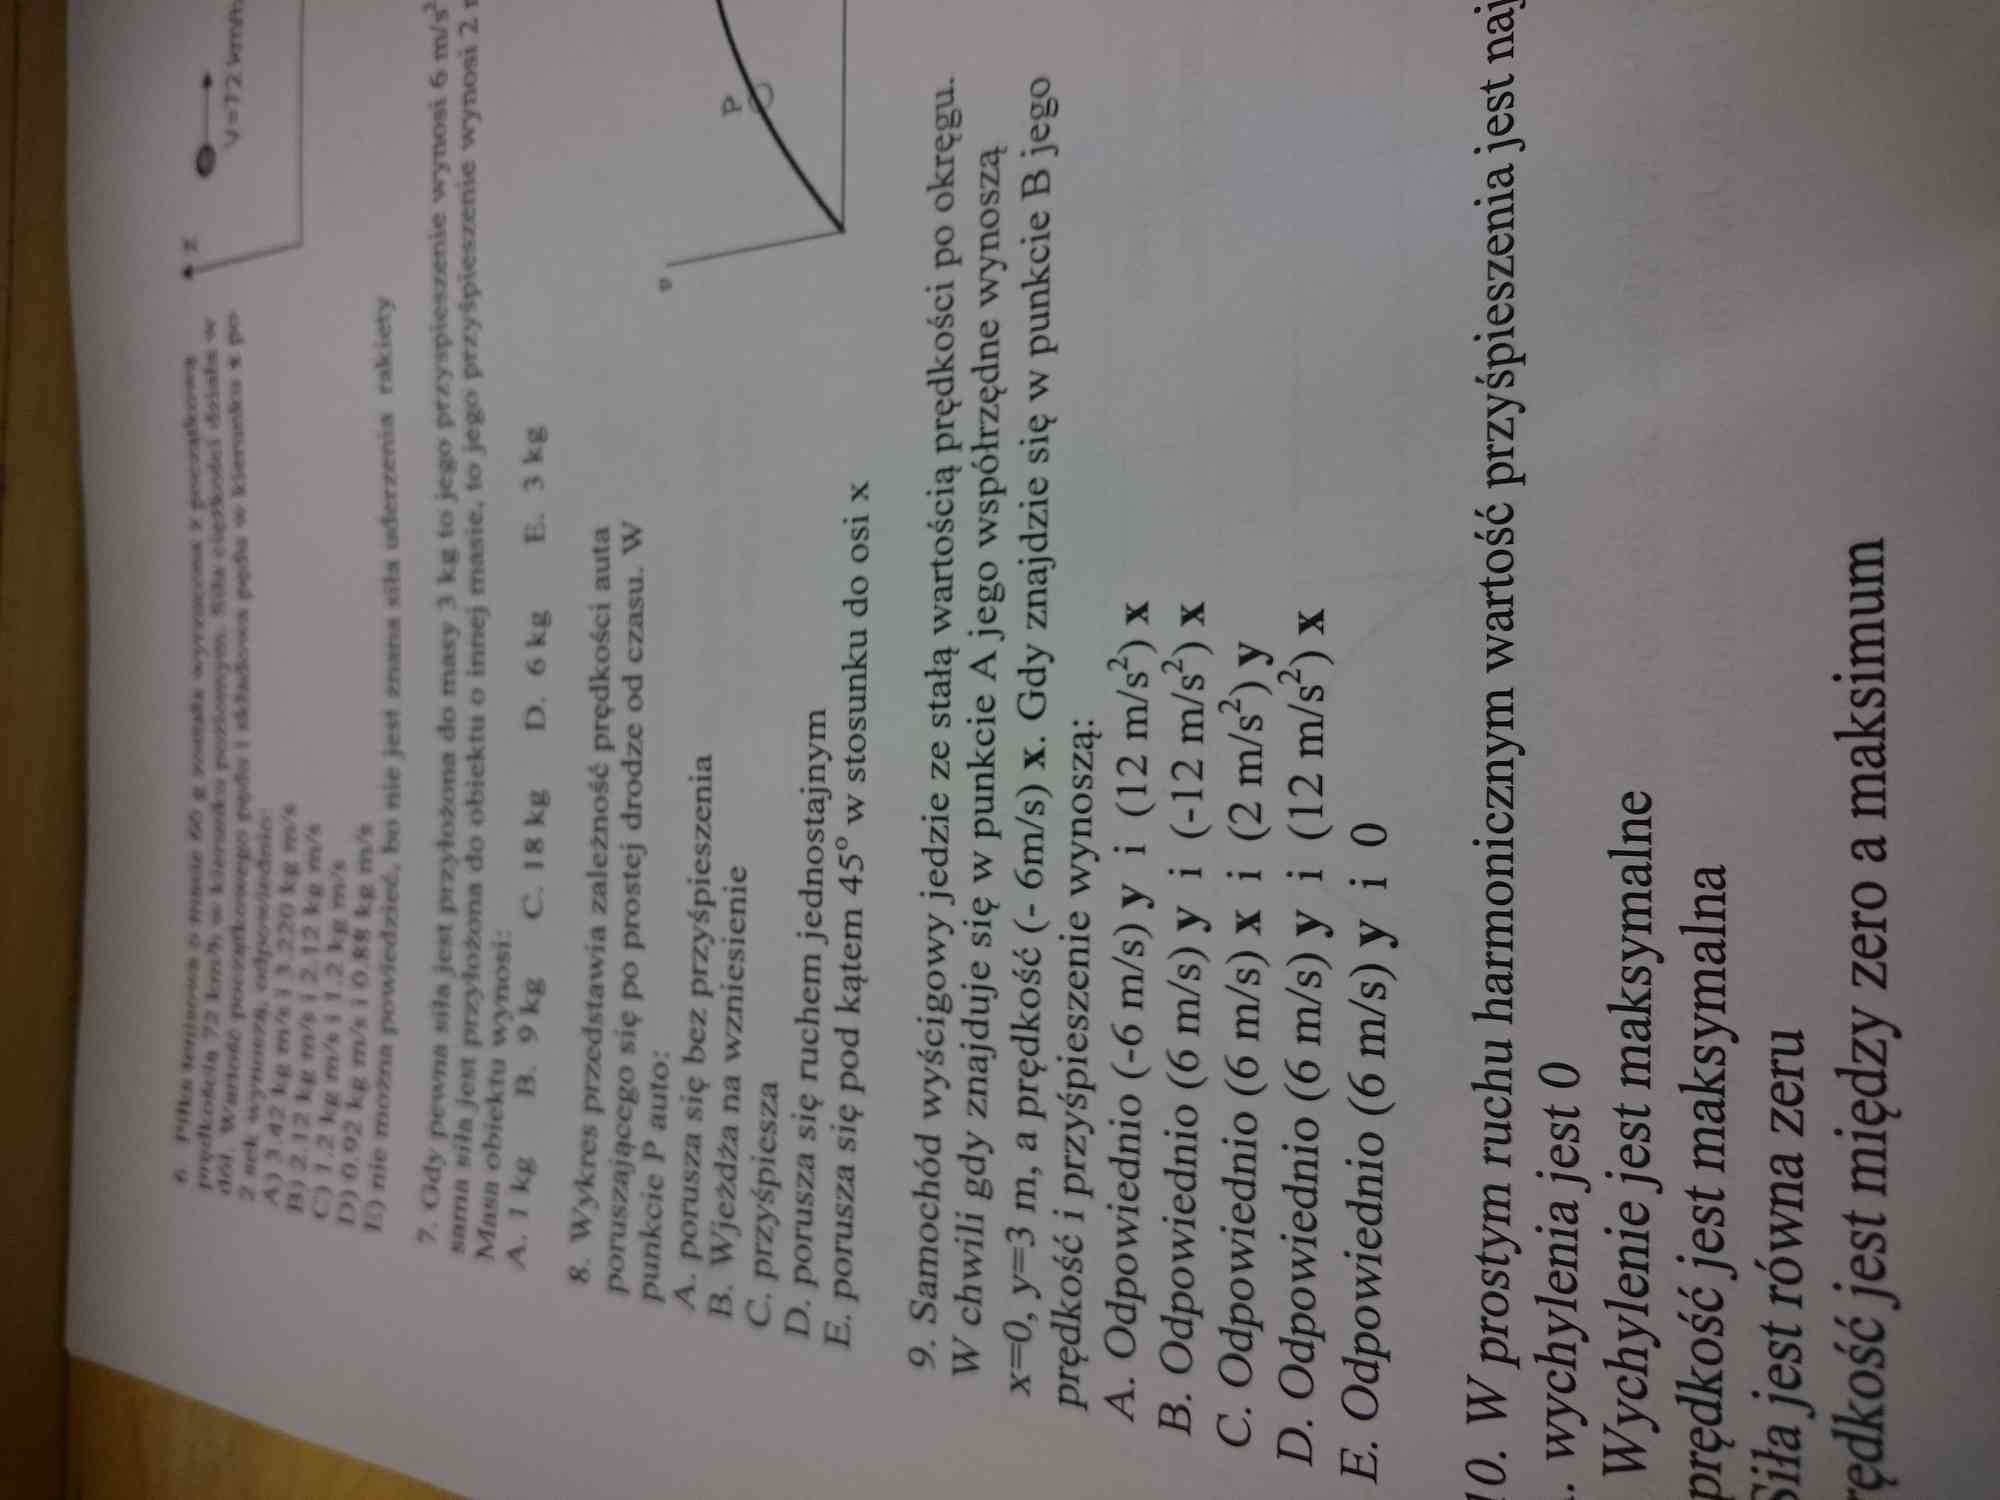 6. Piłka tenisowa o masie 60 g została wyrzucona z początkową
prędkością 72 km/h w kierunku poziomym. Siła ciężkości działa w
dół. Wartość początkowego pędu i składowa pędu w kierunku x po
2 sek wynoszą, odpowiednio:
A) 3.42 kg m/s i 3.220 kg m/s
B) 2.12 kg m/s i 2.12 kg m/s
C) 1.2 kg m/s i 1.2 kg m/s
D) 0.92 kg m/s i 0.88 kg m/s
E) nie można powiedzieć, bo nie jest znana siła uderzenia rakiety
z
V=72 km/h
7. Gdy pewna siła jest przyłożona do masy 3 kg to jego przyspieszenie wynosi 6 m/s²
sama siła jest przyłożona do obiektu o innej masie, to jego przyśpieszenie wynosi 2
Masa obiektu wynosi:
A. 1 kg B. 9 kg C. 18 kg D. 6 kg E. 3 kg
8. Wykres przedstawia zależność prędkości auta
poruszającego się po prostej drodze od czasu. W
punkcie P auto:
A. porusza się bez przyśpieszenia
B. Wjeżdża na wzniesienie
C. przyśpiesza
D. porusza się ruchem jednostajnym
E. porusza się pod kątem 45° w stosunku do osi x
v
P
9. Samochód wyścigowy jedzie ze stałą wartością prędkości po okręgu.
W chwili gdy znajduje się w punkcie A jego współrzędne wynoszą
x=0, y=3 m, a prędkość (- 6m/s) x. Gdy znajdzie się w punkcie B jego
prędkość i przyśpieszenie wynoszą:
A. Odpowiednio (-6 m/s) y i (12 m/s²) x
B. Odpowiednio (6 m/s) y i (-12 m/s²) x
C. Odpowiednio (6 m/s) x i (2 m/s²) y
D. Odpowiednio (6 m/s) y i (12 m/s²) x
E. Odpowiednio (6 m/s) y i 0
10. W prostym ruchu harmonicznym wartość przyśpieszenia jest naj
. wychylenia jest 0
Wychylenie jest maksymalne
prędkość jest maksymalna
Siła jest równa zeru
rędkość jest między zero a maksimum